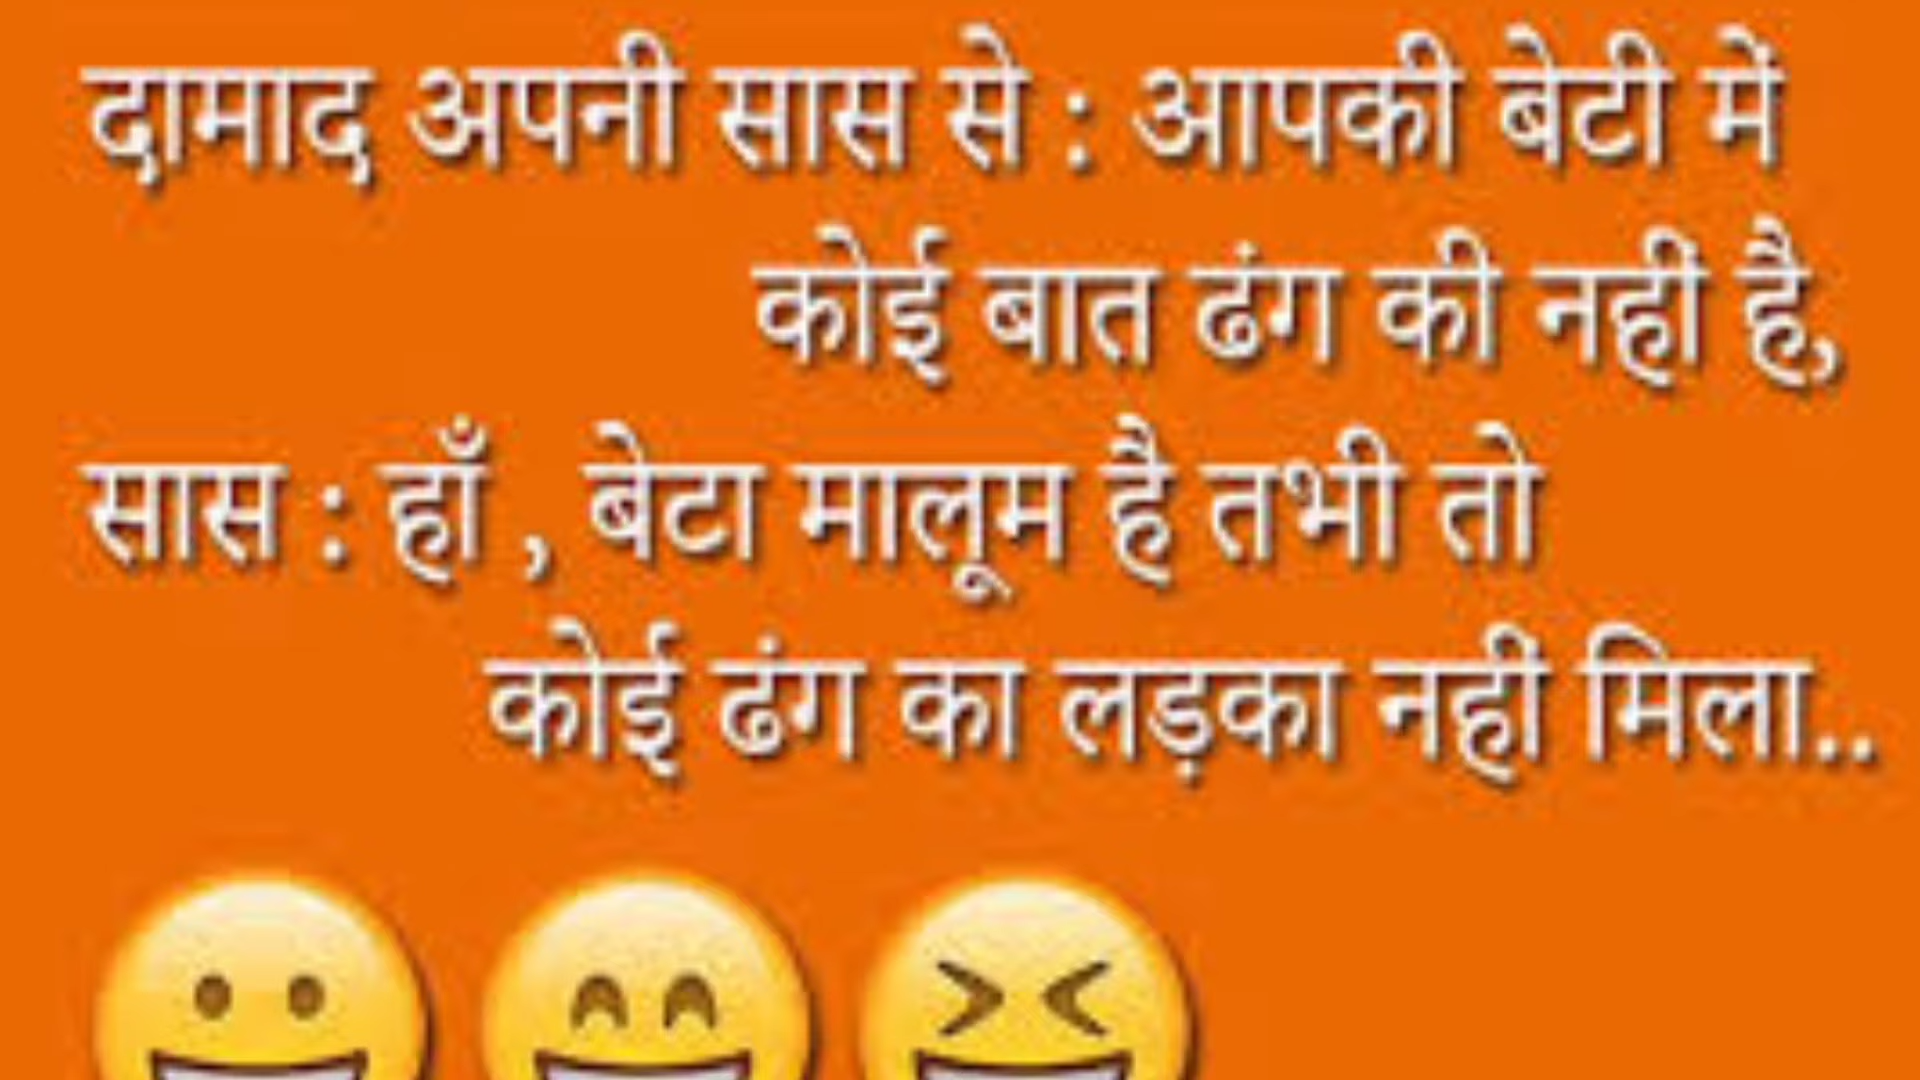 दामाद अपनी सास से : आपकी बेटी में
कोई बात ढंग की नही है,
सास : हाँ , बेटा मालूम है तभी तो
कोई ढंग का लड़का नही मिला..